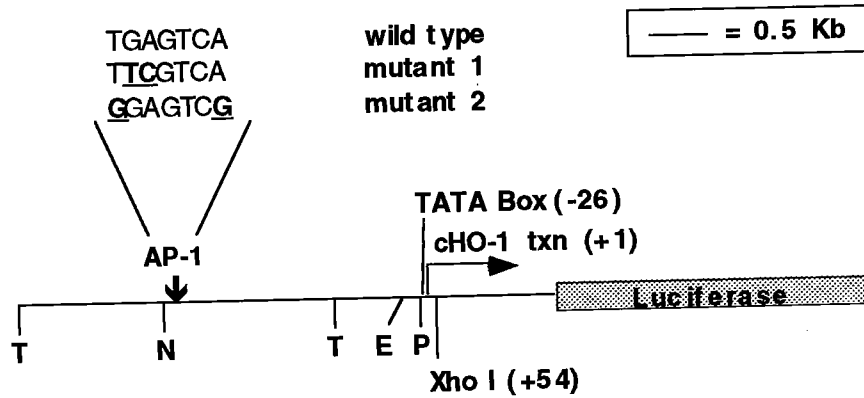 TGAGTCA wild type
TTCGTCA mutant 1
GGAGTCG mutant 2
= 0.5 Kb
TATA Box (-26)
cHO-1 txn (+1)
AP-1
Luciferase
T N T E P
Xho I (+54)